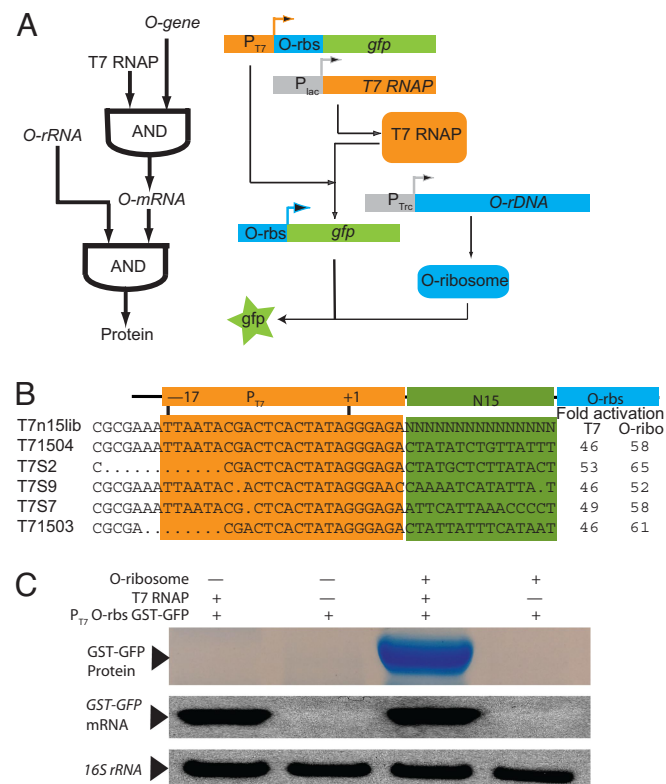 A
O-gene
T7 RNAP
AND
O-rRNA
O-mRNA
AND
Protein
P T7 O-rbs gfp
P lac T7 RNAP
T7 RNAP
P Trc O-rDNA
O-rbs gfp
O-ribosome
gfp
B
—17 P T7 +1 N15 O-rbs
Fold activation
T7n15lib CGCGAAATTAATACGACTCACTATAGGGAGANNNNNNNNNNNNNNN T7 O-ribo
T71504 CGCGAAATTAATACGACTCACTATAGGGAGACTATATCTGTTATTT 46 58
T7S2 C...........CGACTCACTATAGGGAGACTATGCTCTTATACT 53 65
T7S9 CGCGAAATTAATAC.ACTCACTATAGGGAACCAAAATCATATTA.T 46 52
T7S7 CGCGAAATTAATACG.CTCACTATAGGGAGAATTCATTAAACCCCT 49 58
T71503 CGCGA........CGACTCACTATAGGGAGACTATTATTTCATAAT 46 61
C
O-ribosome — — + +
T7 RNAP + — + —
P T7 O-rbs GST-GFP + + + +
GST-GFP
Protein
GST-GFP
mRNA
16S rRNA